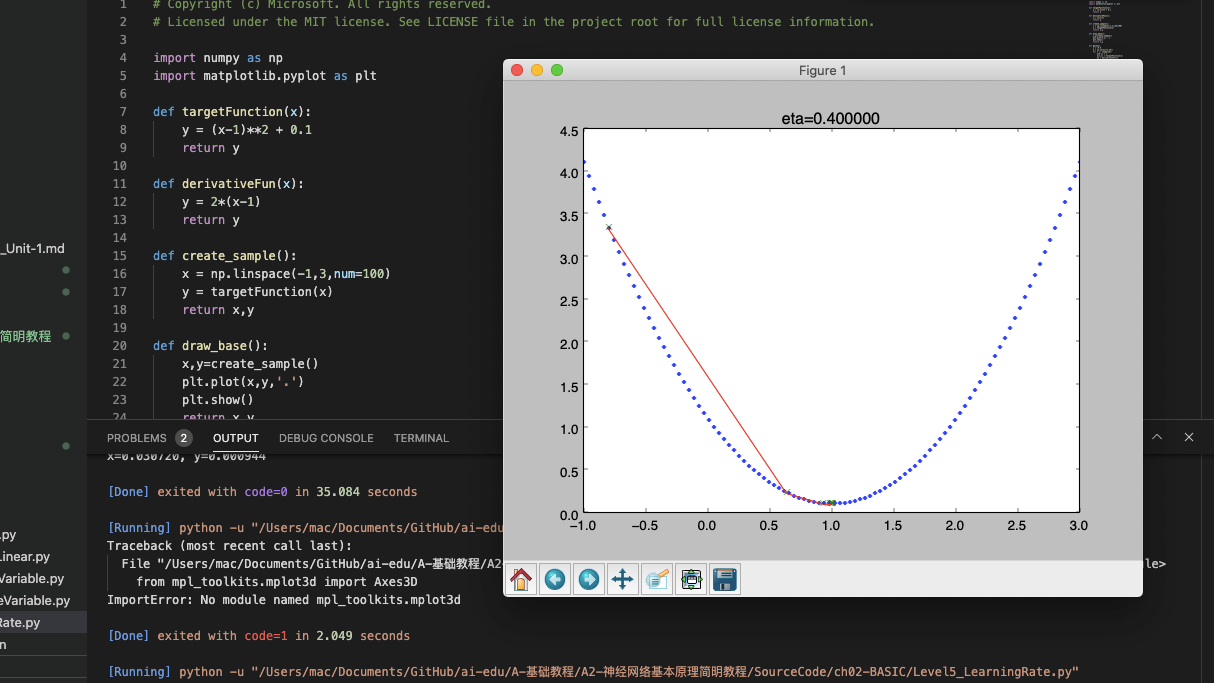 1 # Copyright (c) Microsoft. All rights reserved.
2 # Licensed under the MIT license. See LICENSE file in the project root for full license information.
3
4 import numpy as np
5 import matplotlib.pyplot as plt
6
7 def targetFunction(x):
8 y = (x-1)**2 + 0.1
9 return y
10
11 def derivativeFun(x):
12 y = 2*(x-1)
13 return y
14
15 def create_sample():
16 x = np.linspace(-1,3,num=100)
17 y = targetFunction(x)
18 return x,y
19
20 def draw_base():
21 x,y=create_sample()
22 plt.plot(x,y,'.')
23 plt.show()
24 return x,y
_Unit-1.md
简明教程
.py
Linear.py
Variable.py
eVariable.py
Rate.py
n
Figure 1
eta=0.400000
4.5
4.0
3.5
3.0
2.5
2.0
1.5
1.0
0.5
0.0
−1.0 −0.5 0.0 0.5 1.0 1.5 2.0 2.5 3.0
PROBLEMS 2 OUTPUT DEBUG CONSOLE TERMINAL
x=0.030720, y=0.000944
[Done] exited with code=0 in 35.084 seconds
[Running] python -u "/Users/mac/Documents/GitHub/ai-edu
Traceback (most recent call last):
File "/Users/mac/Documents/GitHub/ai-edu/A-基础教程/A2 le>
from mpl_toolkits.mplot3d import Axes3D
ImportError: No module named mpl_toolkits.mplot3d
[Done] exited with code=1 in 2.049 seconds
[Running] python -u "/Users/mac/Documents/GitHub/ai-edu/A-基础教程/A2-神经网络基本原理简明教程/SourceCode/ch02-BASIC/Level5_LearningRate.py"